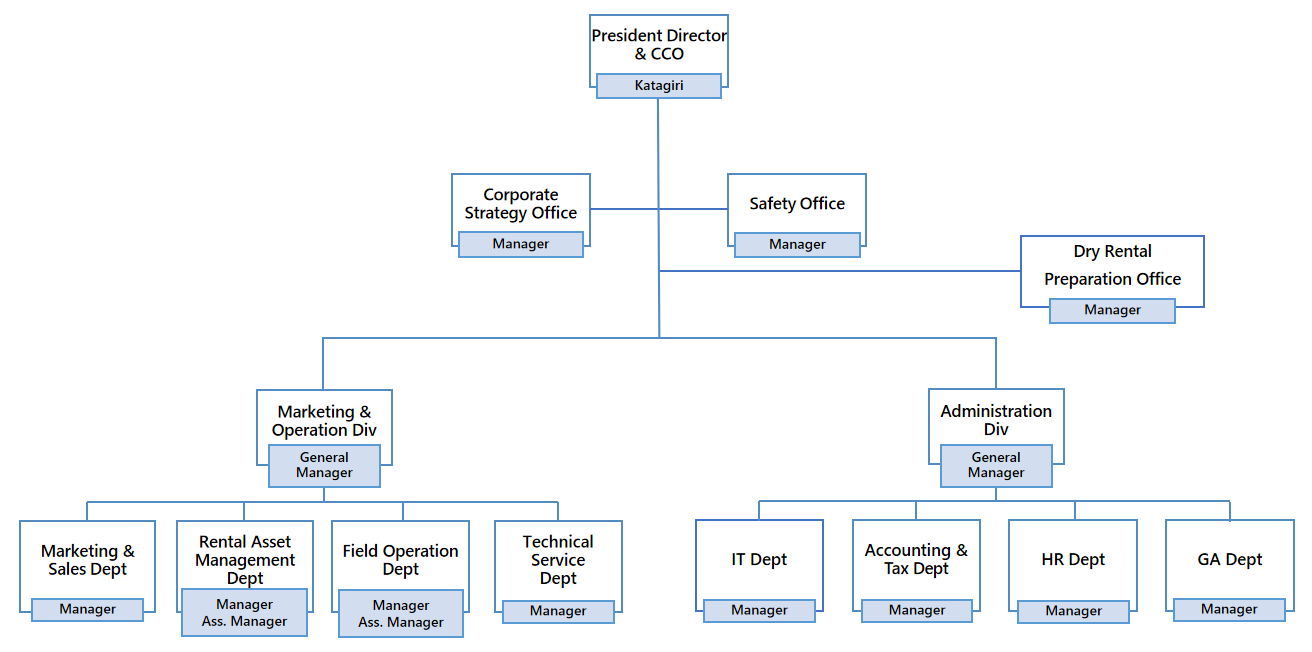 President Director
& CCO
Katagiri
Corporate
Strategy Office
Manager
Safety Office
Manager
Dry Rental
Preparation Office
Manager
Marketing &
Operation Div
General
Manager
Administration
Div
General
Manager
Marketing &
Sales Dept
Manager
Rental Asset
Management
Dept
Manager
Ass. Manager
Field Operation
Dept
Manager
Ass. Manager
Technical
Service
Dept
Manager
IT Dept
Manager
Accounting &
Tax Dept
Manager
HR Dept
Manager
GA Dept
Manager